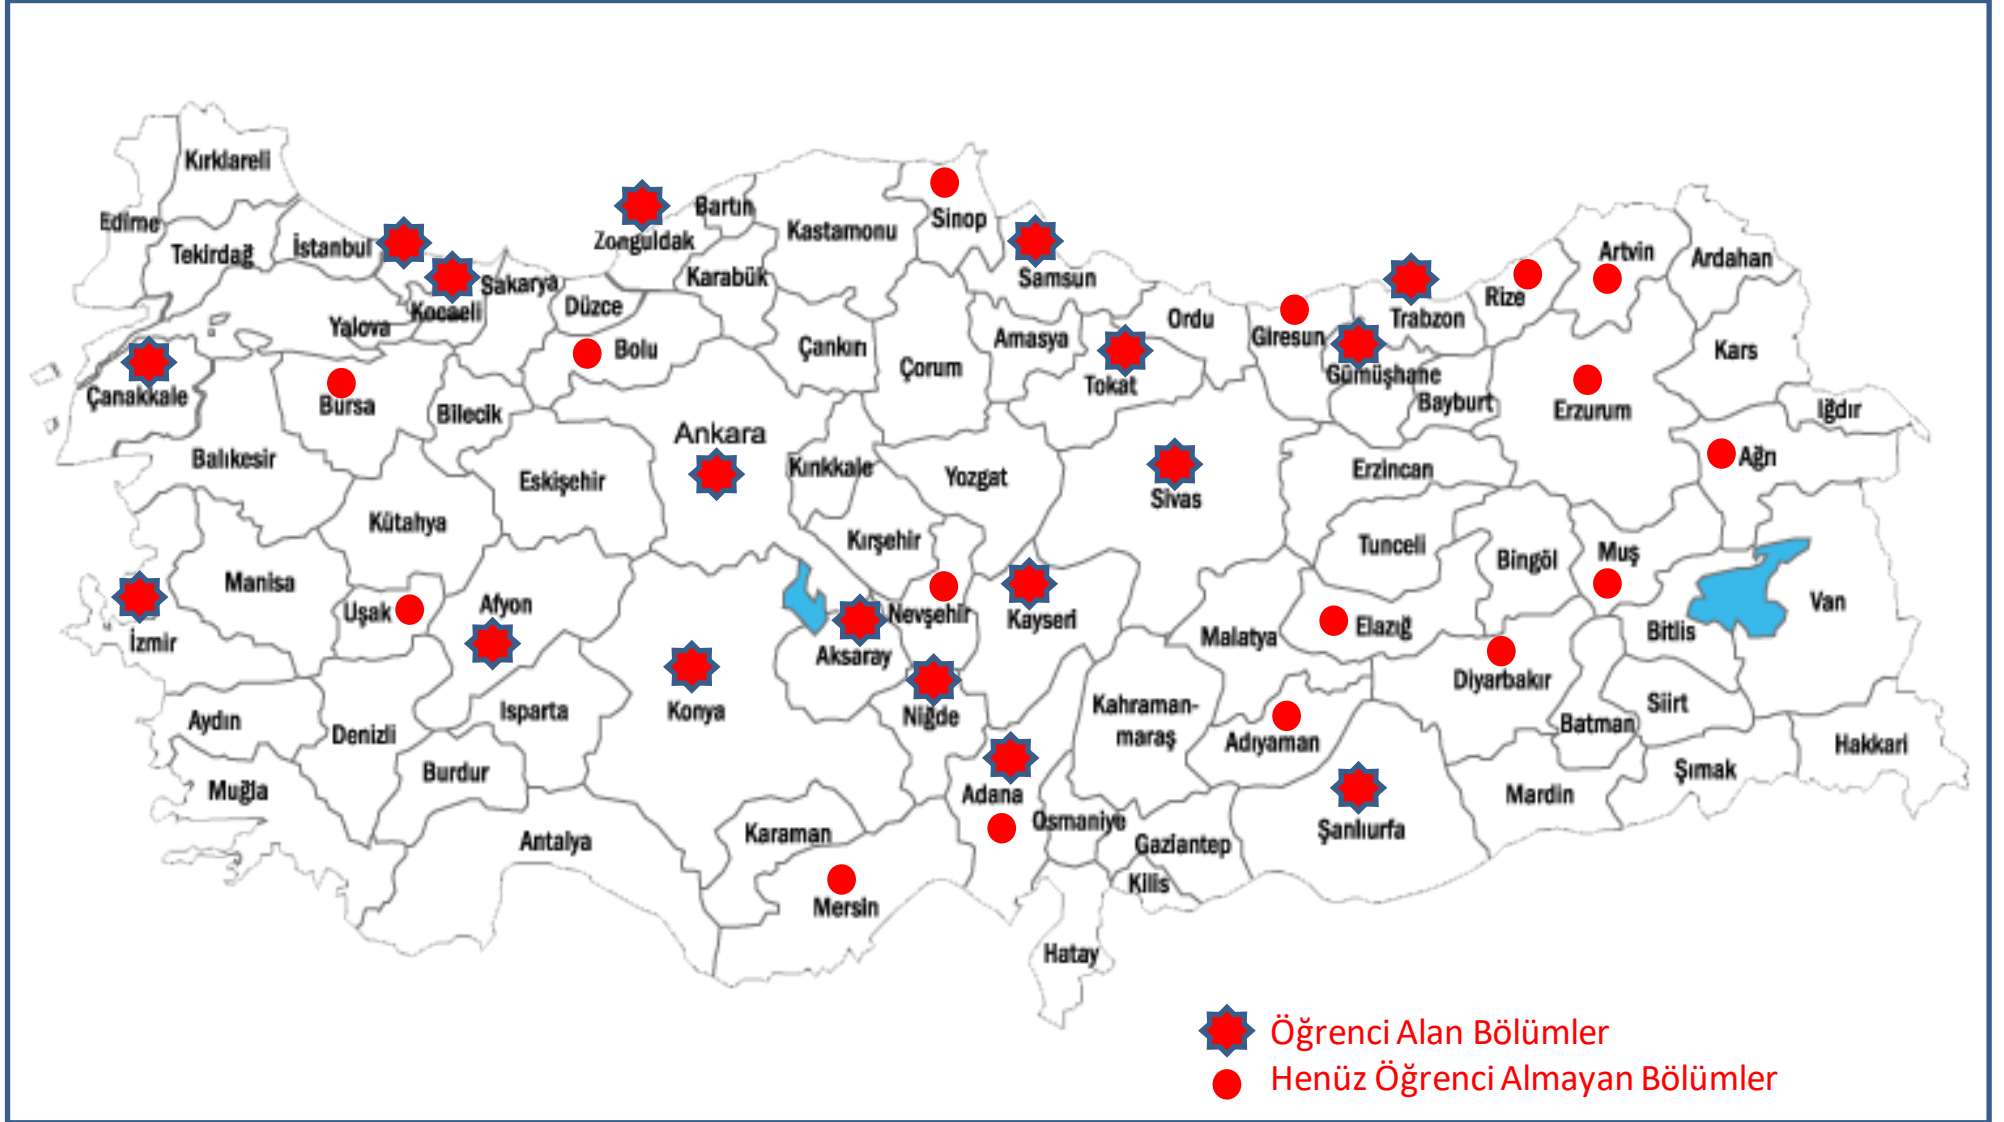 Kırklareli
Edirne
Tekirdağ
İstanbul
Zonguldak
Bartın
Kastamonu
Sinop
Samsun
Artvin
Ardahan
Yalova
Kocaeli
Sakarya
Düzce
Karabük
Bolu
Çankırı
Çorum
Amasya
Tokat
Ordu
Giresun
Trabzon
Rize
Gümüşhane
Bayburt
Erzurum
Kars
Iğdır
Ağrı
Çanakkale
Bursa
Bilecik
Balıkesir
Eskişehir
Ankara
Kırıkkale
Yozgat
Sivas
Erzincan
Kütahya
Kırşehir
Tunceli
Bingöl
Muş
Manisa
Uşak
Afyon
İzmir
Nevşehir
Aksaray
Kayseri
Malatya
Elazığ
Diyarbakır
Bitlis
Van
Aydın
Denizli
Isparta
Konya
Niğde
Kahraman-
maraş
Adıyaman
Batman
Siirt
Hakkari
Muğla
Burdur
Antalya
Karaman
Mersin
Adana
Osmaniye
Gaziantep
Kilis
Şanlıurfa
Mardin
Şımak
Hatay
Öğrenci Alan Bölümler
Henüz Öğrenci Almayan Bölümler